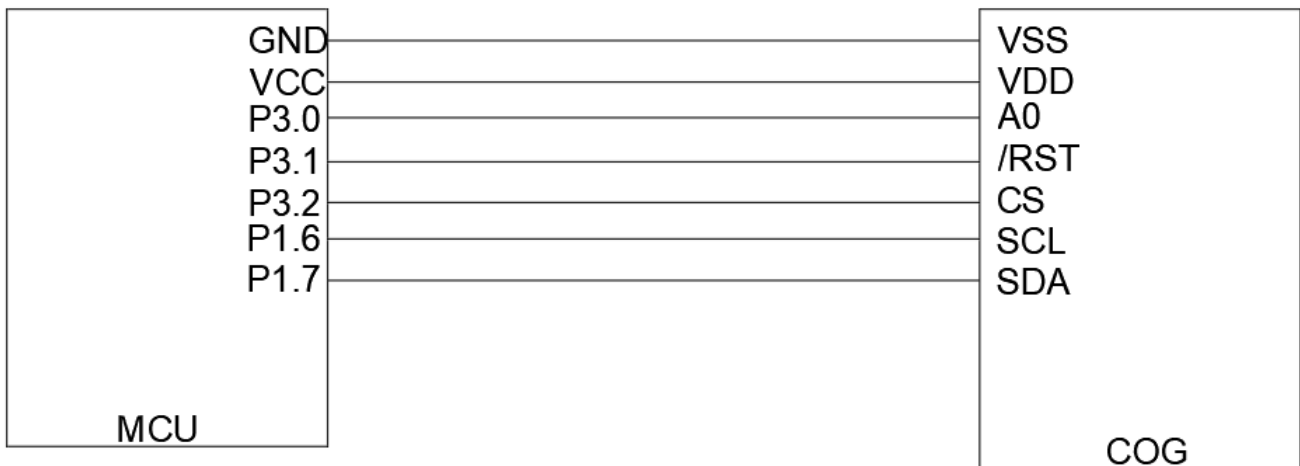 GND VSS
VCC VDD
P3.0 A0
P3.1 /RST
P3.2 CS
P1.6 SCL
P1.7 SDA
MCU
COG